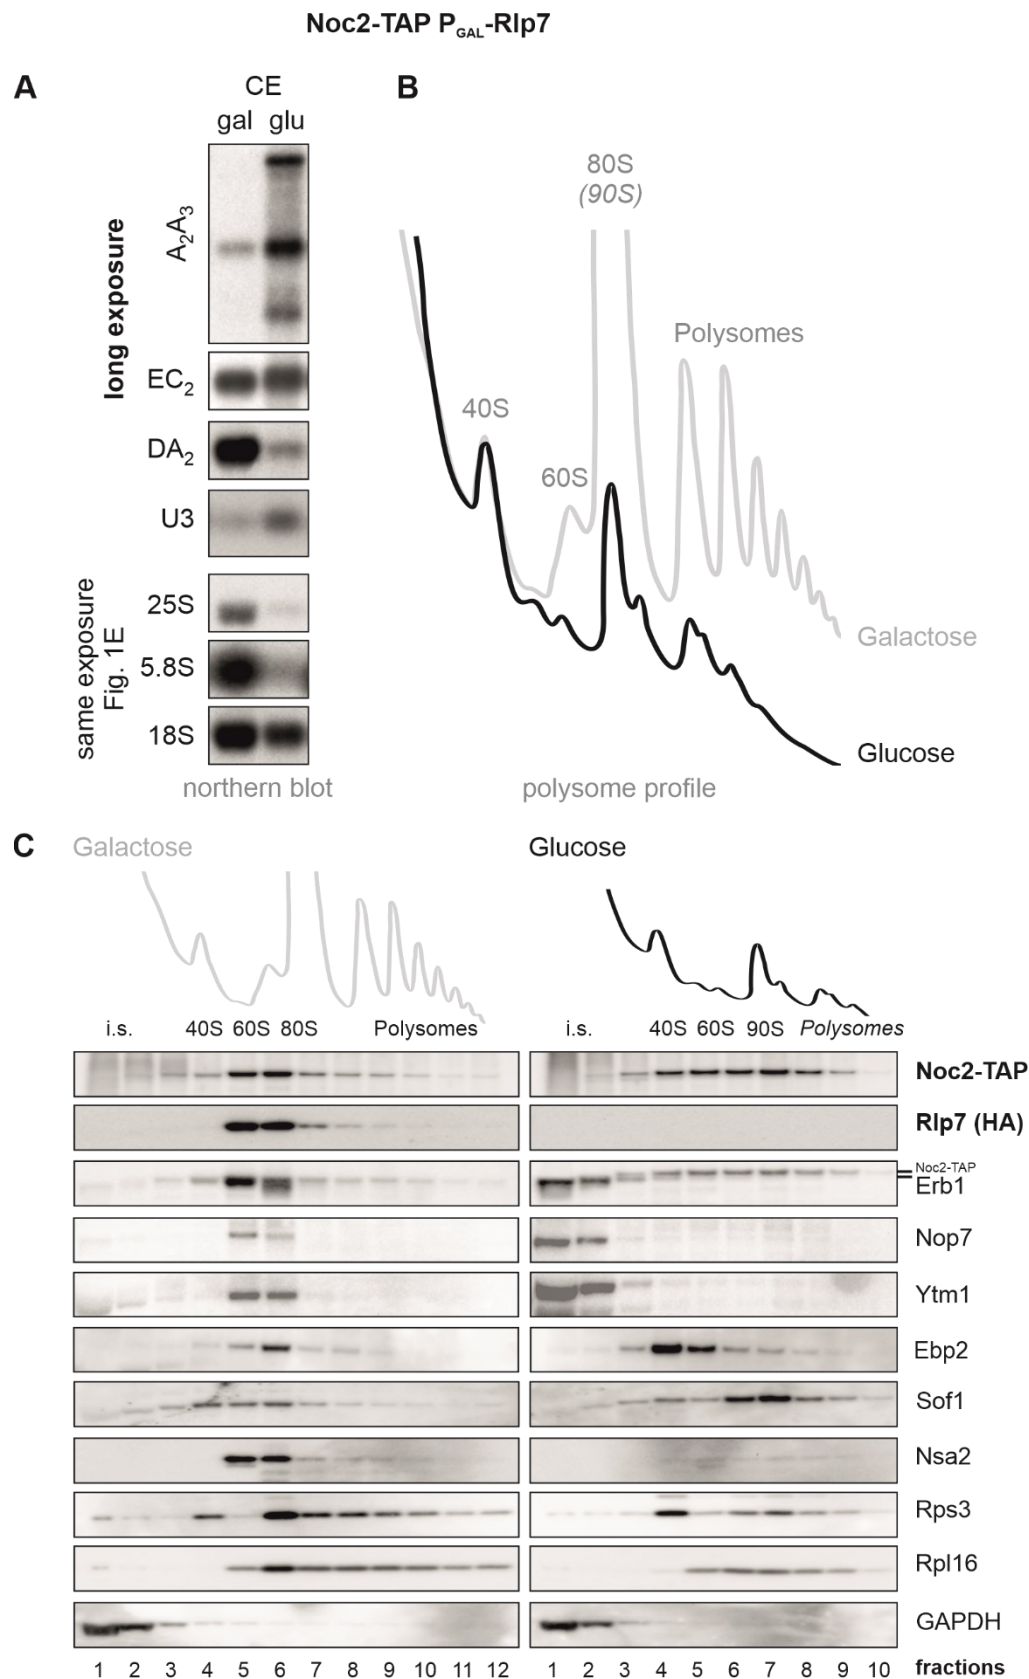 Noc2-TAP P_GAL-Rlp7
A
CE
gal glu
long exposure
A₂A₃
EC₂
DA₂
U3
same exposure
Fig. 1E
25S
5.8S
18S
northern blot
B
80S
(90S)
Polysomes
40S
60S
Galactose
Glucose
polysome profile
C
Galactose
i.s. 40S 60S 80S Polysomes
Glucose
i.s. 40S 60S 90S Polysomes
Noc2-TAP
Rlp7 (HA)
Noc2-TAP
Erb1
Nop7
Ytm1
Ebp2
Sof1
Nsa2
Rps3
Rpl16
GAPDH
1 2 3 4 5 6 7 8 9 10 11 12 1 2 3 4 5 6 7 8 9 10 fractions